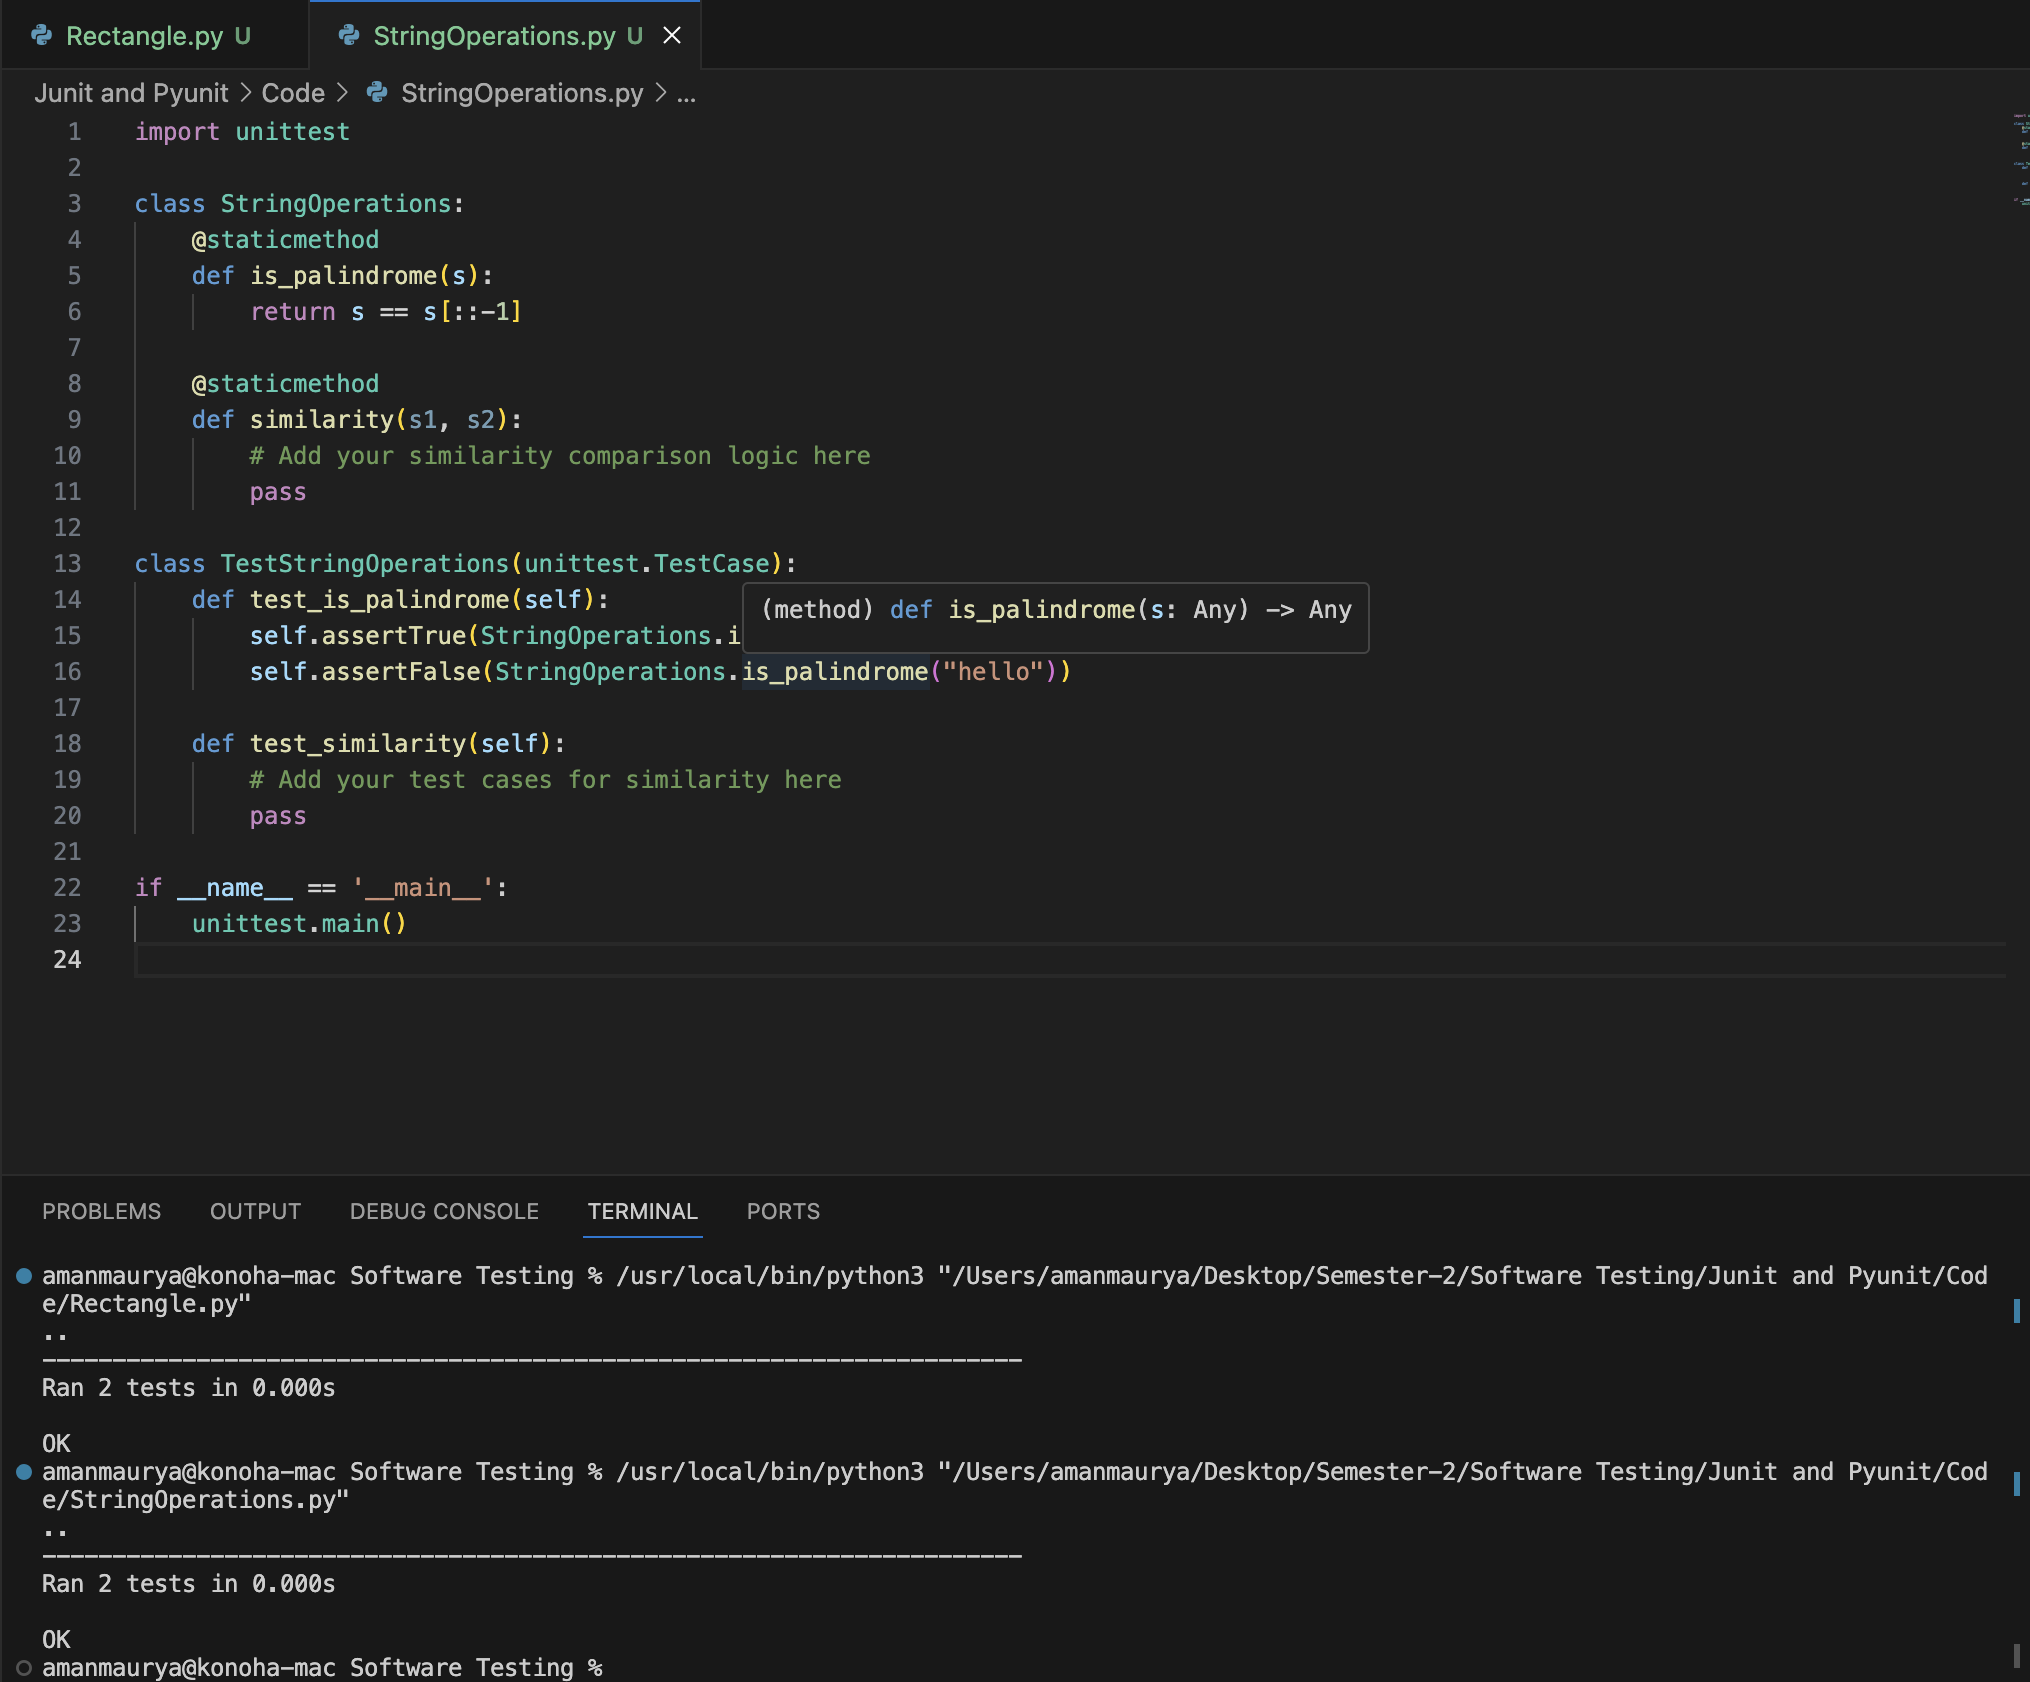 Rectangle.py U StringOperations.py U
Junit and Pyunit > Code > StringOperations.py > ...
1 import unittest
2
3 class StringOperations:
4     @staticmethod
5     def is_palindrome(s):
6         return s == s[::-1]
7
8     @staticmethod
9     def similarity(s1, s2):
10         # Add your similarity comparison logic here
11         pass
12
13 class TestStringOperations(unittest.TestCase):
14     def test_is_palindrome(self):
(method) def is_palindrome(s: Any) -> Any
15         self.assertTrue(StringOperations.i
16         self.assertFalse(StringOperations.is_palindrome("hello"))
17
18     def test_similarity(self):
19         # Add your test cases for similarity here
20         pass
21
22 if __name__ == '__main__':
23     unittest.main()
24
PROBLEMS OUTPUT DEBUG CONSOLE TERMINAL PORTS
amanmaurya@konoha-mac Software Testing % /usr/local/bin/python3 "/Users/amanmaurya/Desktop/Semester-2/Software Testing/Junit and Pyunit/Cod
e/Rectangle.py"
..
----------------------------------------------------------------------
Ran 2 tests in 0.000s
OK
amanmaurya@konoha-mac Software Testing % /usr/local/bin/python3 "/Users/amanmaurya/Desktop/Semester-2/Software Testing/Junit and Pyunit/Cod
e/StringOperations.py"
..
----------------------------------------------------------------------
Ran 2 tests in 0.000s
OK
amanmaurya@konoha-mac Software Testing %